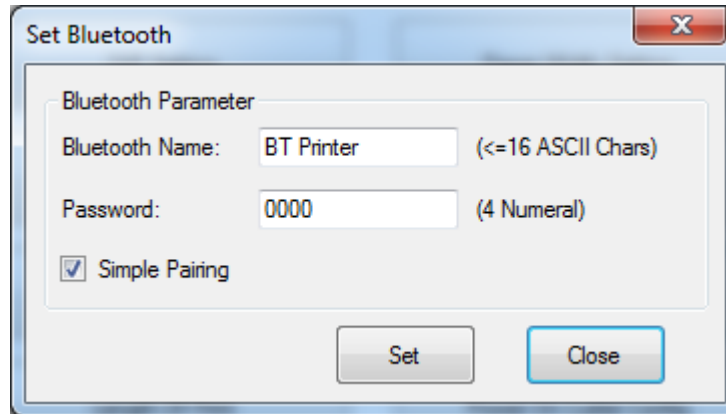 Set Bluetooth
Bluetooth Parameter
Bluetooth Name: BT Printer (<=16 ASCII Chars)
Password: 0000 (4 Numeral)
Simple Pairing
Set Close